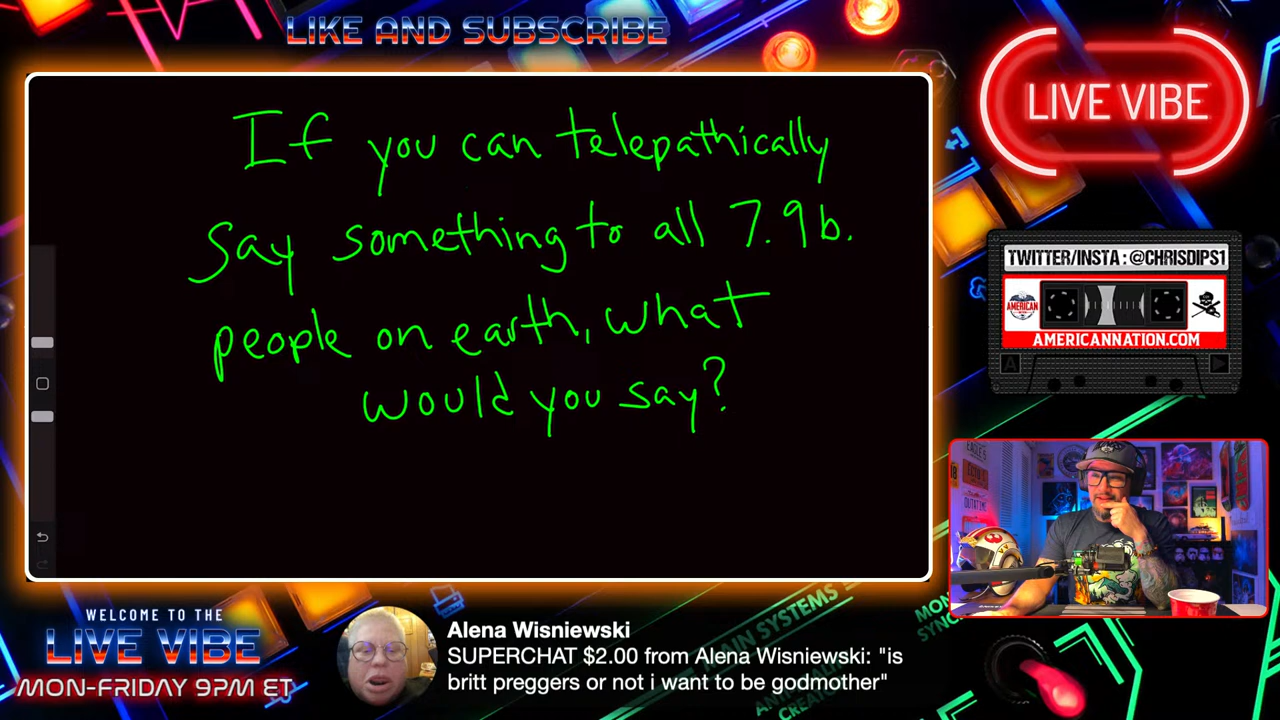 LIKE AND SUBSCRIBE
LIVE VIBE
If you can telepathically
say something to all 7.9b.
people on earth, what
would you say?
TWITTER/INSTA : @CHRISDIPS1
AMERICAN
AMERICANNATION.COM
A
OUTATIME
WELCOME TO THE
LIVE VIBE
MON-FRIDAY 9PM ET
Alena Wisniewski
SUPERCHAT $2.00 from Alena Wisniewski: "is
britt preggers or not i want to be godmother"